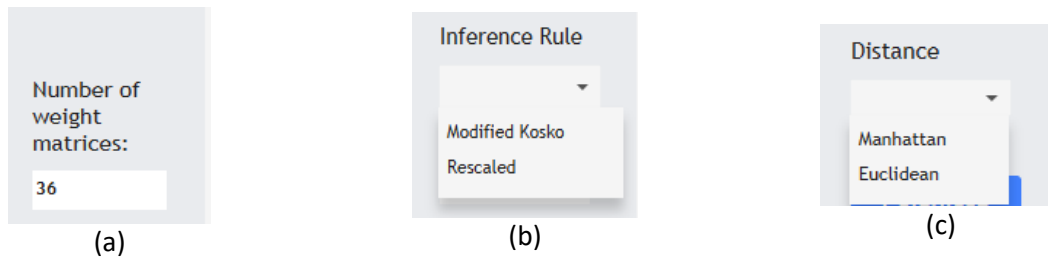 Number of
weight
matrices:
36
(a)
Inference Rule
Modified Kosko
Rescaled
(b)
Distance
Manhattan
Euclidean
(c)